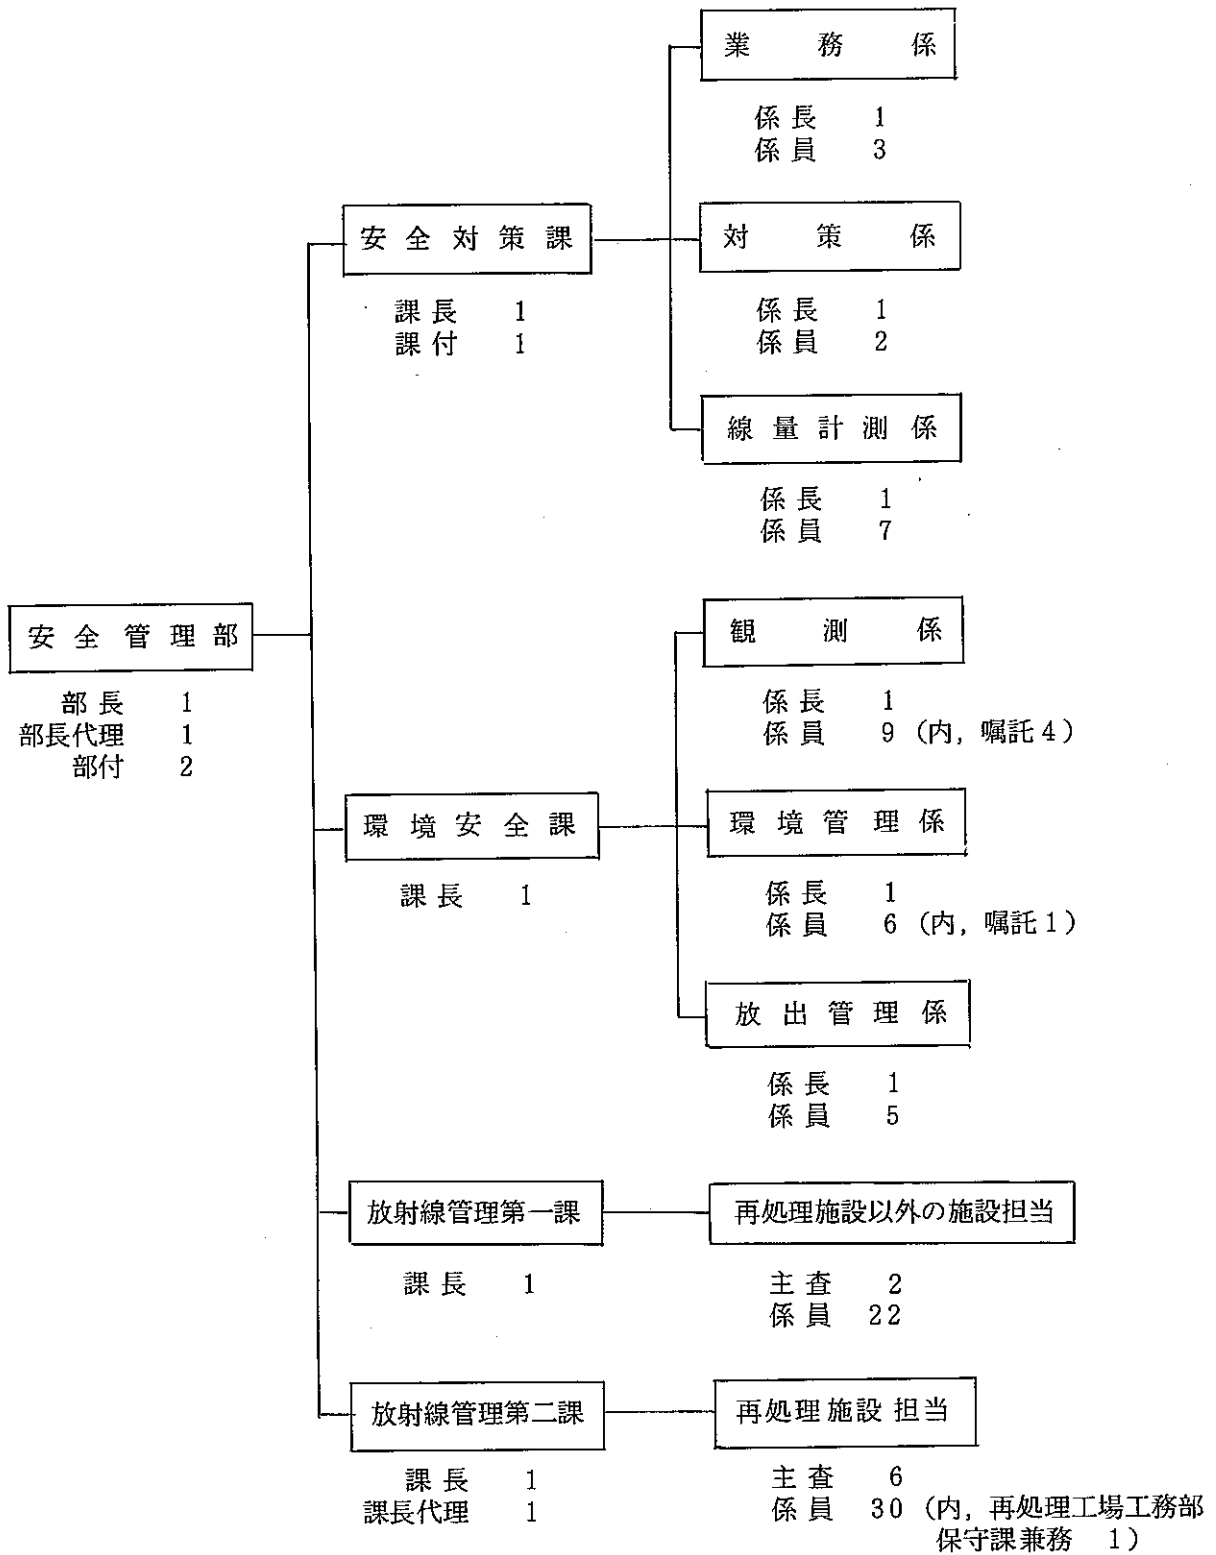 安全管理部
部長 1
部長代理 1
部付 2
安全対策課
課長 1
課付 1
業務係
係長 1
係員 3
対策係
係長 1
係員 2
線量計測係
係長 1
係員 7
環境安全課
課長 1
観測係
係長 1
係員 9 (内,嘱託4)
環境管理係
係長 1
係員 6 (内,嘱託1)
放出管理係
係長 1
係員 5
放射線管理第一課
課長 1
再処理施設以外の施設担当
主査 2
係員 22
放射線管理第二課
課長 1
課長代理 1
再処理施設担当
主査 6
係員 30 (内,再処理工場工務部
保守課兼務 1)